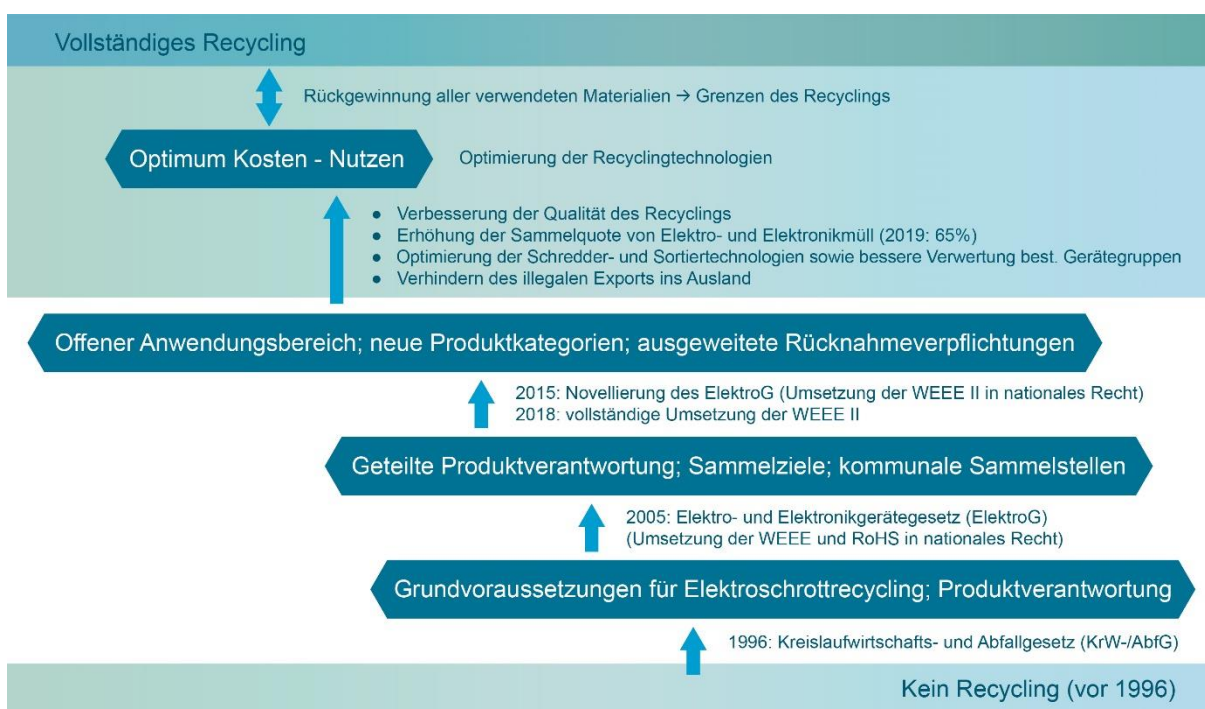 Vollständiges Recycling
Rückgewinnung aller verwendeten Materialien → Grenzen des Recyclings
Optimum Kosten - Nutzen
Optimierung der Recyclingtechnologien
● Verbesserung der Qualität des Recyclings
● Erhöhung der Sammelquote von Elektro- und Elektronikmüll (2019: 65%)
● Optimierung der Schredder- und Sortiertechnologien sowie bessere Verwertung best. Gerätegruppen
● Verhindern des illegalen Exports ins Ausland
Offener Anwendungsbereich; neue Produktkategorien; ausgeweitete Rücknahmeverpflichtungen
2015: Novellierung des ElektroG (Umsetzung der WEEE II in nationales Recht)
2018: vollständige Umsetzung der WEEE II
Geteilte Produktverantwortung; Sammelziele; kommunale Sammelstellen
2005: Elektro- und Elektronikgerätegesetz (ElektroG)
(Umsetzung der WEEE und RoHS in nationales Recht)
Grundvoraussetzungen für Elektroschrottrecycling; Produktverantwortung
1996: Kreislaufwirtschafts- und Abfallgesetz (KrW-/AbfG)
Kein Recycling (vor 1996)